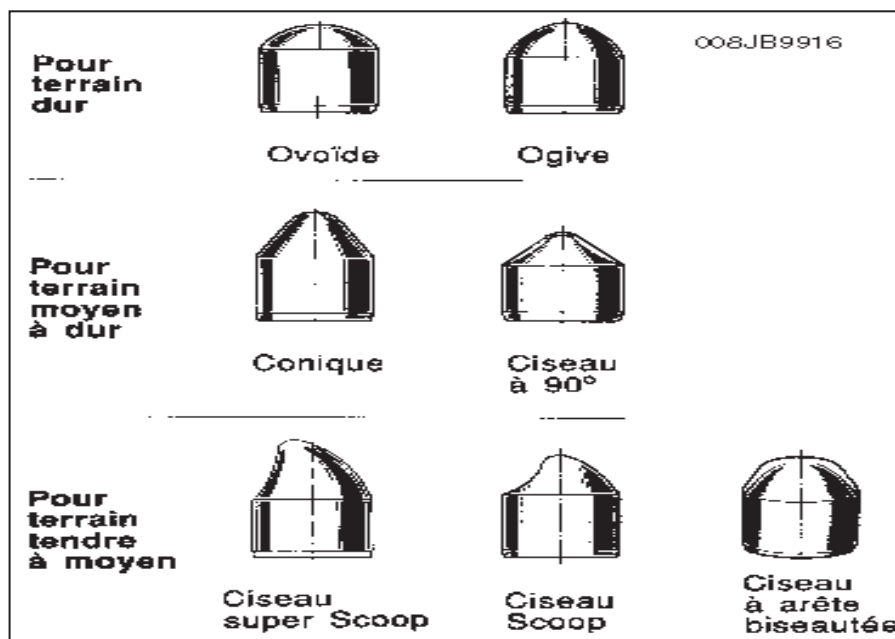 008JB9916
Pour
terrain
dur
Ovoïde
Ogive
Pour
terrain
moyen
à dur
Conique
Ciseau
à 90°
Pour
terrain
tendre
à moyen
Ciseau
super Scoop
Ciseau
Scoop
Ciseau
à arête
biseautée